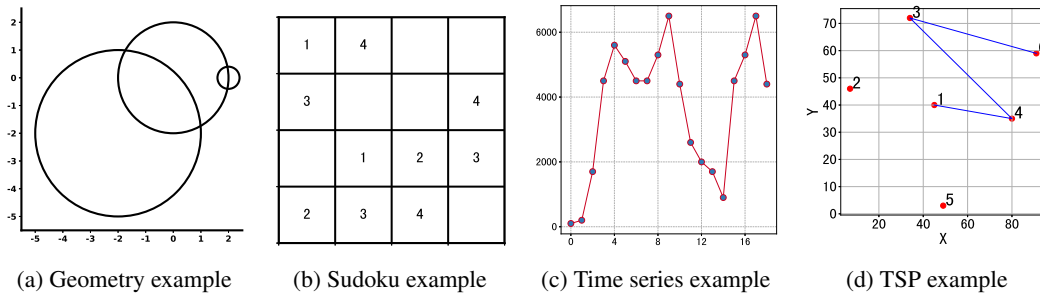 2
1
0
-1
-2
-3
-4
-5
-5 -4 -3 -2 -1 0 1 2
(a) Geometry example
1 4
3 4
1 2 3
2 3 4
(b) Sudoku example
6000
4000
2000
0
0 4 8 12 16
(c) Time series example
70
60
50
40
30
20
10
0
Y
3
2
1
4
5
20 40 60 80
X
(d) TSP example